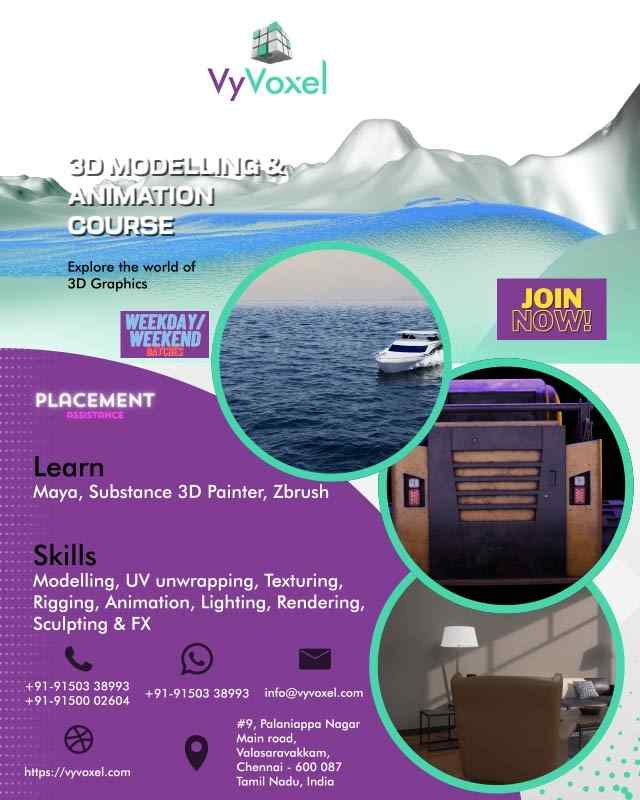 VyVoxel
3D MODELLING &
ANIMATION
COURSE
Explore the world of
3D Graphics
WEEKDAY/
WEEKEND
BATCHES
JOIN
NOW!
PLACEMENT
ASSISTANCE
Learn
Maya, Substance 3D Painter, Zbrush
Skills
Modelling, UV unwrapping, Texturing,
Rigging, Animation, Lighting, Rendering,
Sculpting & FX
+91-91503 38993
+91-91500 02604
+91-91503 38993
info@vyvoxel.com
https://vyvoxel.com
#9, Palaniappa Nagar
Main road,
Valasaravakkam,
Chennai - 600 087
Tamil Nadu, India